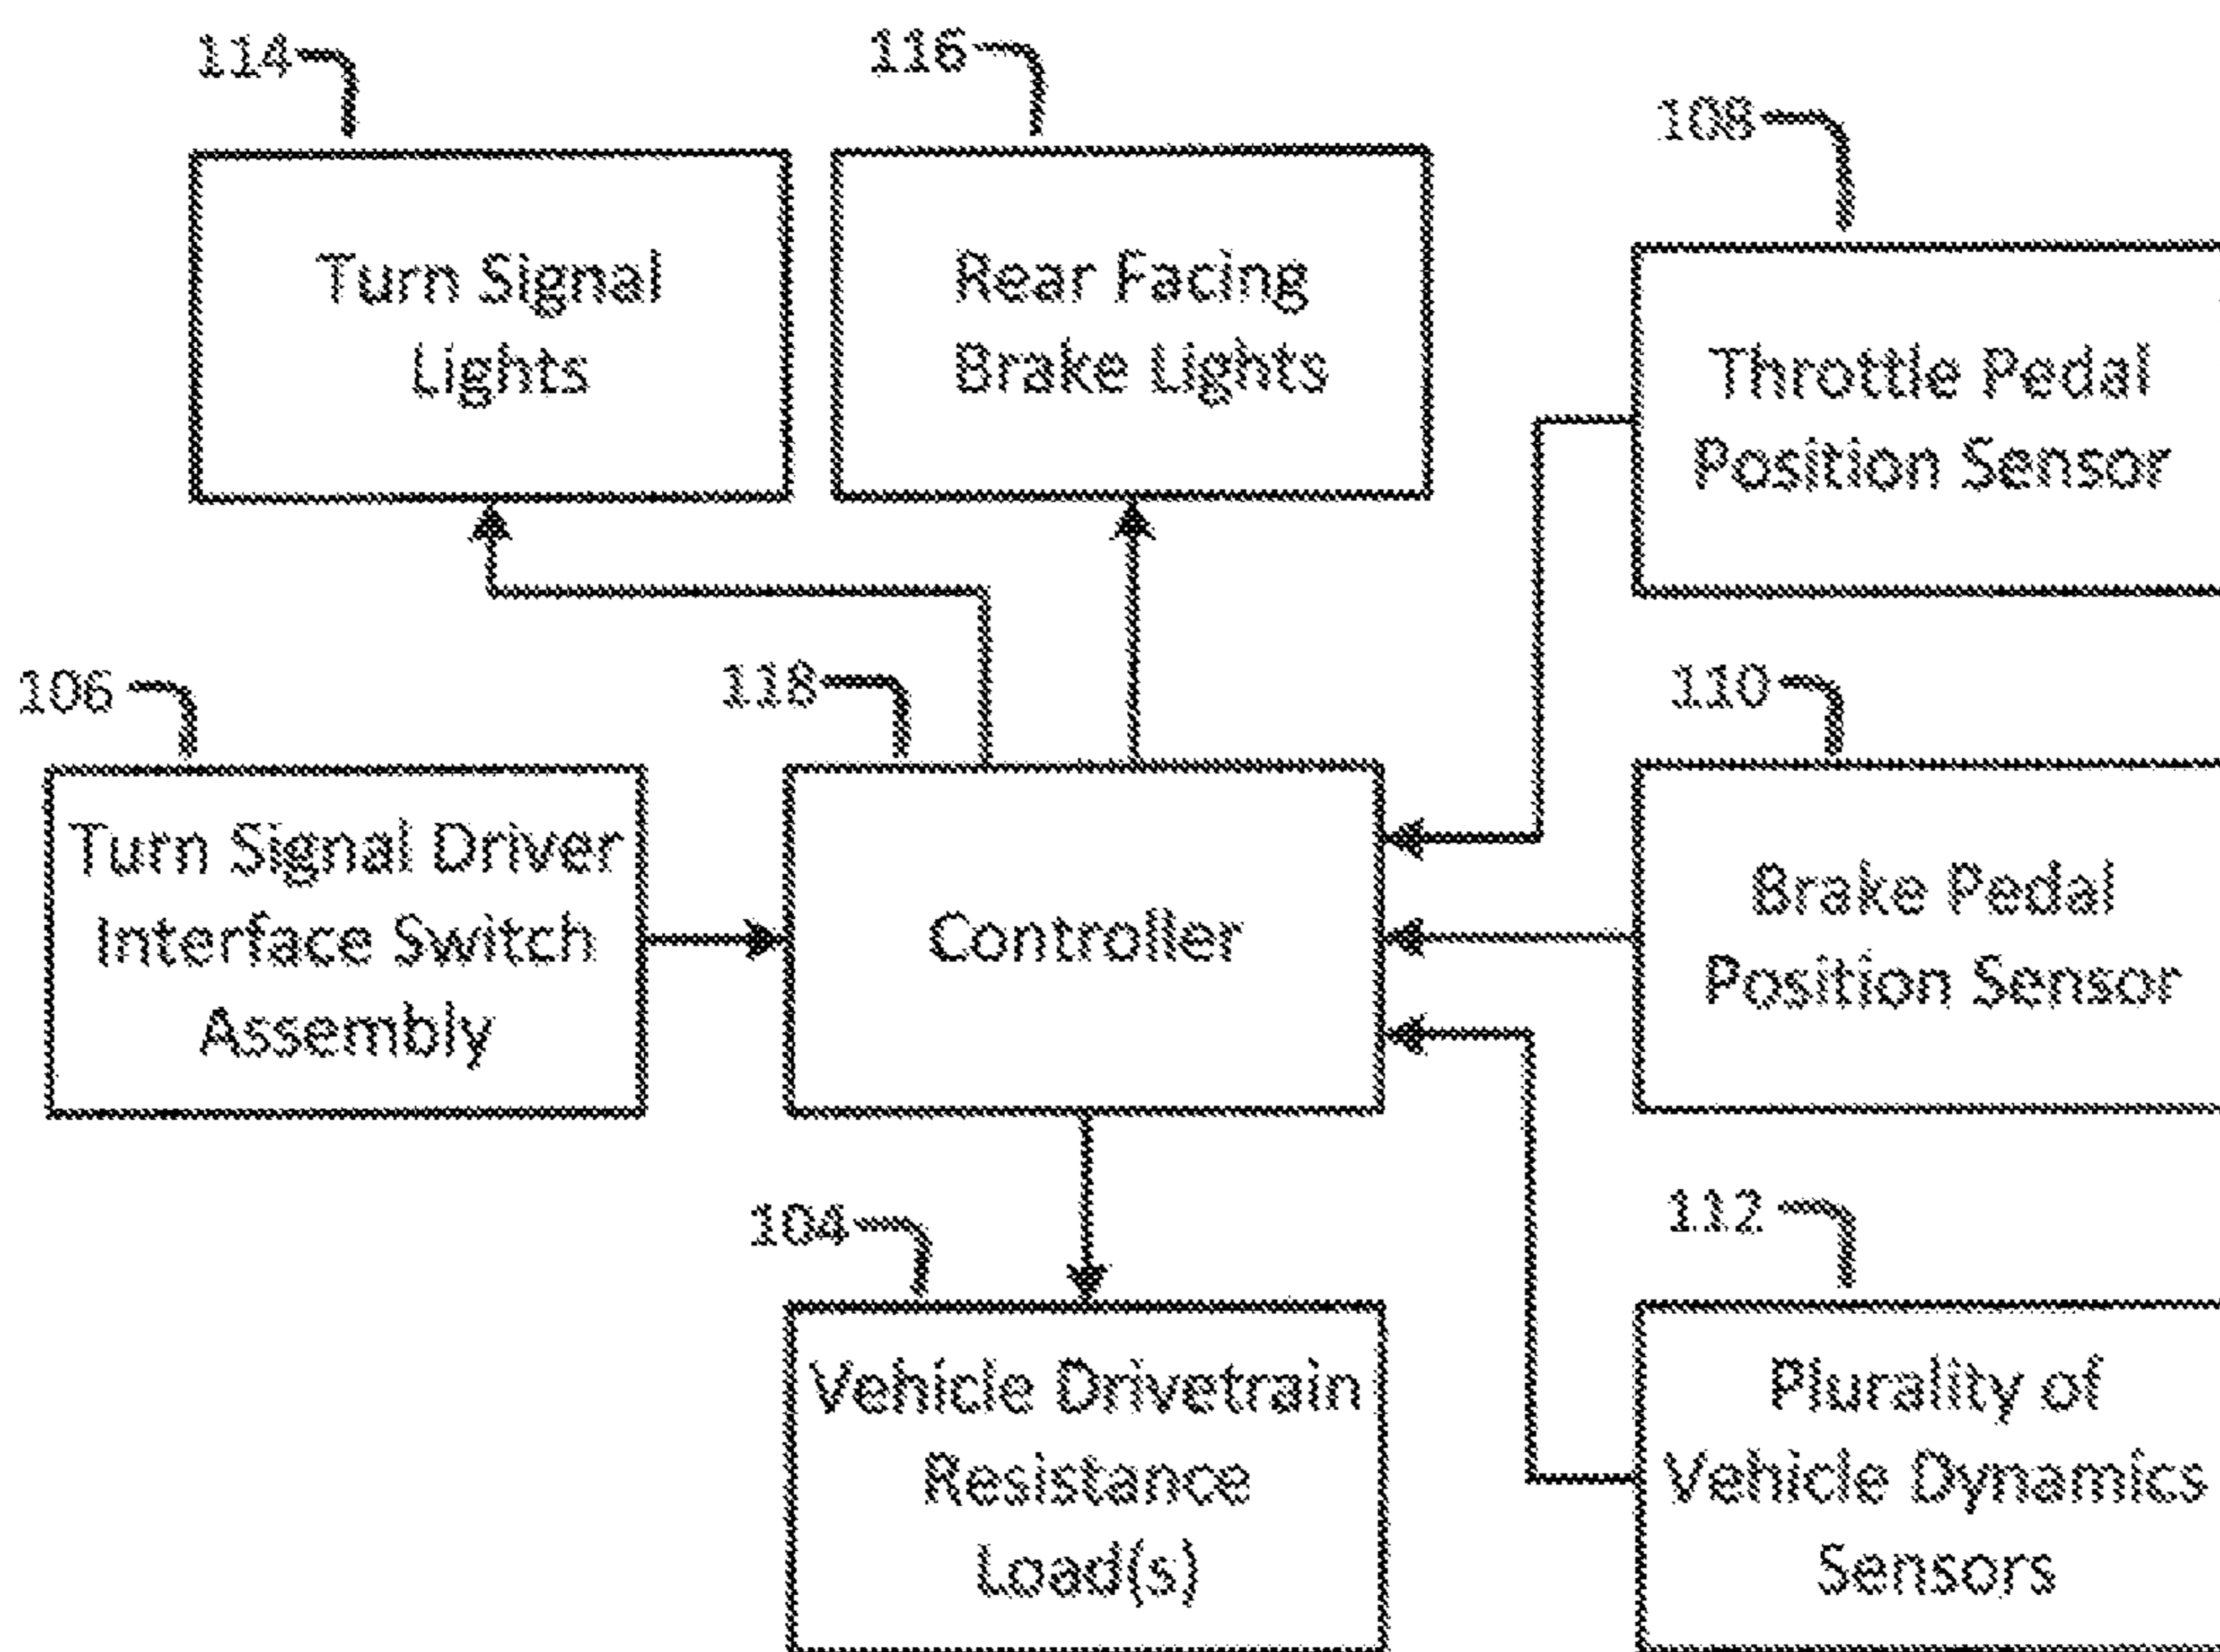 114
116
108
Turn Signal
Lights
Rear Facing
Brake Lights
Throttle Pedal
Position Sensor
106
118
110
Turn Signal Driver
Interface Switch
Assembly
Controller
Brake Pedal
Position Sensor
104
112
Vehicle Drivetrain
Resistance
Load(s)
Plurality of
Vehicle Dynamics
Sensors